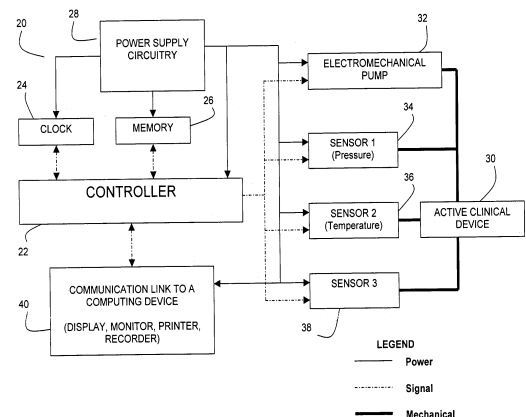 28
20
POWER SUPPLY
CIRCUITRY
32
ELECTROMECHANICAL
PUMP
24
CLOCK
MEMORY
26
34
SENSOR 1
(Pressure)
CONTROLLER
22
36
30
SENSOR 2
(Temperature)
ACTIVE CLINICAL
DEVICE
COMMUNICATION LINK TO A
COMPUTING DEVICE
(DISPLAY, MONITOR, PRINTER,
RECORDER)
40
SENSOR 3
38
LEGEND
Power
Signal
Mechanical